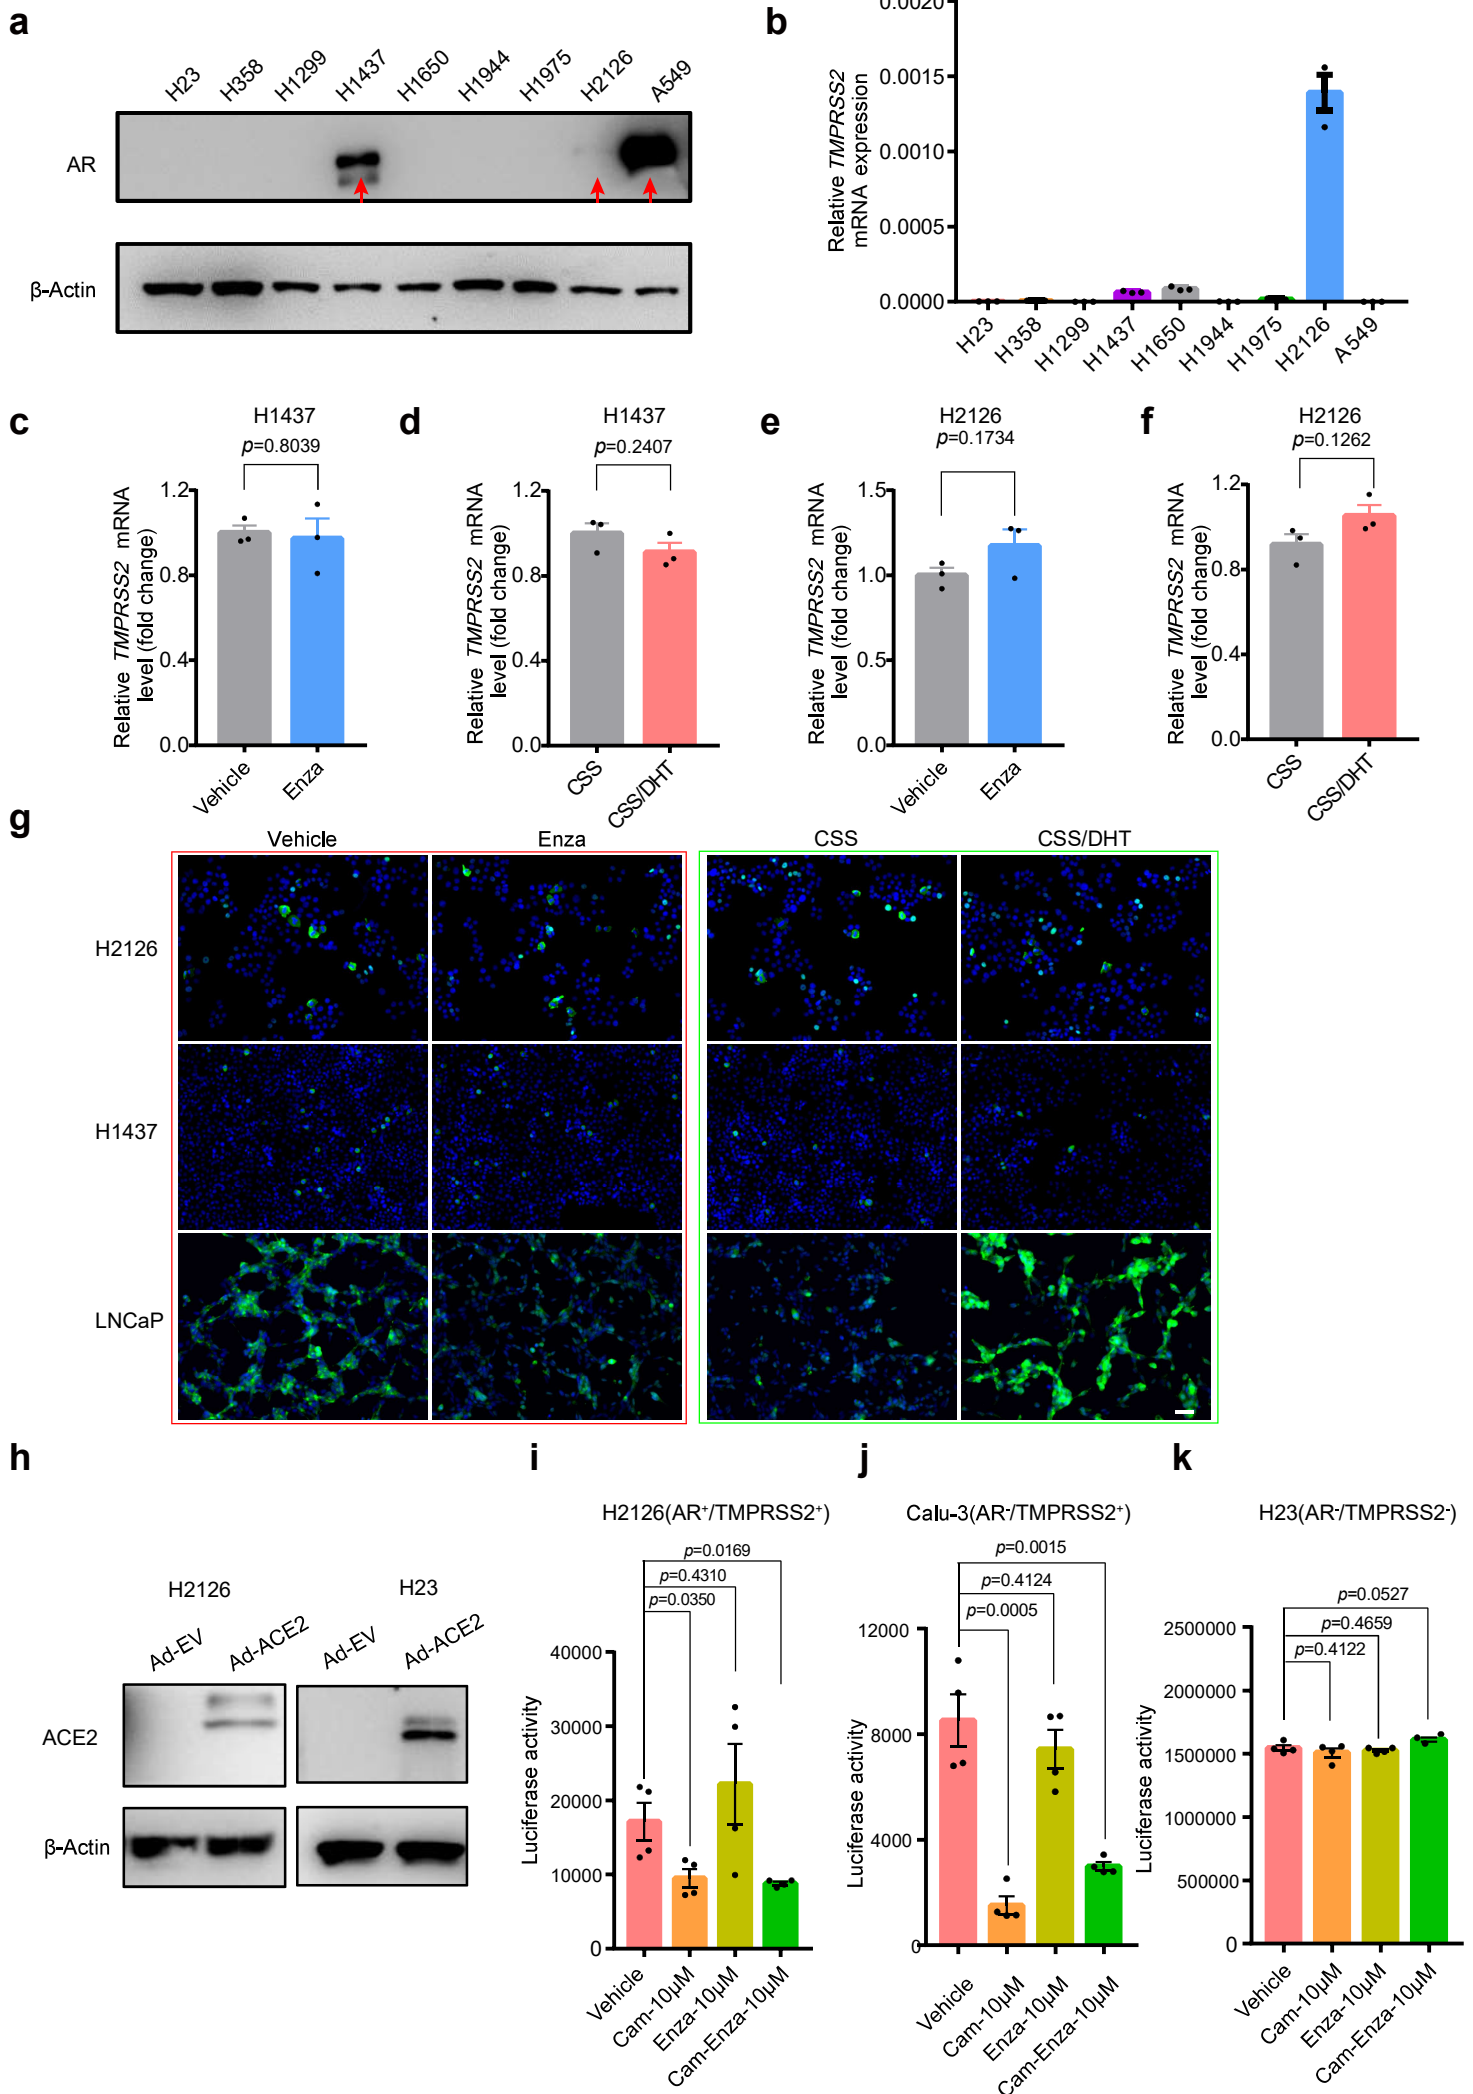 a
H23 H358 H1299 H1437 H1650 H1944 H1975 H2126 A549
AR
β-Actin
b
Relative TMPRSS2
mRNA expression
0.0020
0.0015
0.0010
0.0005
0.0000
H23 H358 H1299 H1437 H1650 H1944 H1975 H2126 A549
c
H1437
p=0.8039
Relative TMPRSS2 mRNA
level (fold change)
1.2
0.8
0.4
0.0
Vehicle Enza
d
H1437
p=0.2407
Relative TMPRSS2 mRNA
level (fold change)
1.2
0.8
0.4
0.0
CSS CSS/DHT
e
H2126
p=0.1734
Relative TMPRSS2 mRNA
level (fold change)
1.5
1.0
0.5
0.0
Vehicle Enza
f
H2126
p=0.1262
Relative TMPRSS2 mRNA
level (fold change)
1.2
0.8
0.4
0.0
CSS CSS/DHT
g
Vehicle Enza CSS CSS/DHT
H2126
H1437
LNCaP
h
H2126 H23
Ad-EV Ad-ACE2 Ad-EV Ad-ACE2
ACE2
β-Actin
i
H2126(AR⁺/TMPRSS2⁺)
p=0.0169
p=0.4310
p=0.0350
Luciferase activity
40000
30000
20000
10000
0
Vehicle Cam-10μM Enza-10μM Cam-Enza-10μM
j
Calu-3(AR⁻/TMPRSS2⁺)
p=0.0015
p=0.4124
p=0.0005
Luciferase activity
12000
8000
4000
0
Vehicle Cam-10μM Enza-10μM Cam-Enza-10μM
k
H23(AR⁻/TMPRSS2⁻)
p=0.0527
p=0.4659
p=0.4122
Luciferase activity
2500000
2000000
1500000
1000000
500000
0
Vehicle Cam-10μM Enza-10μM Cam-Enza-10μM